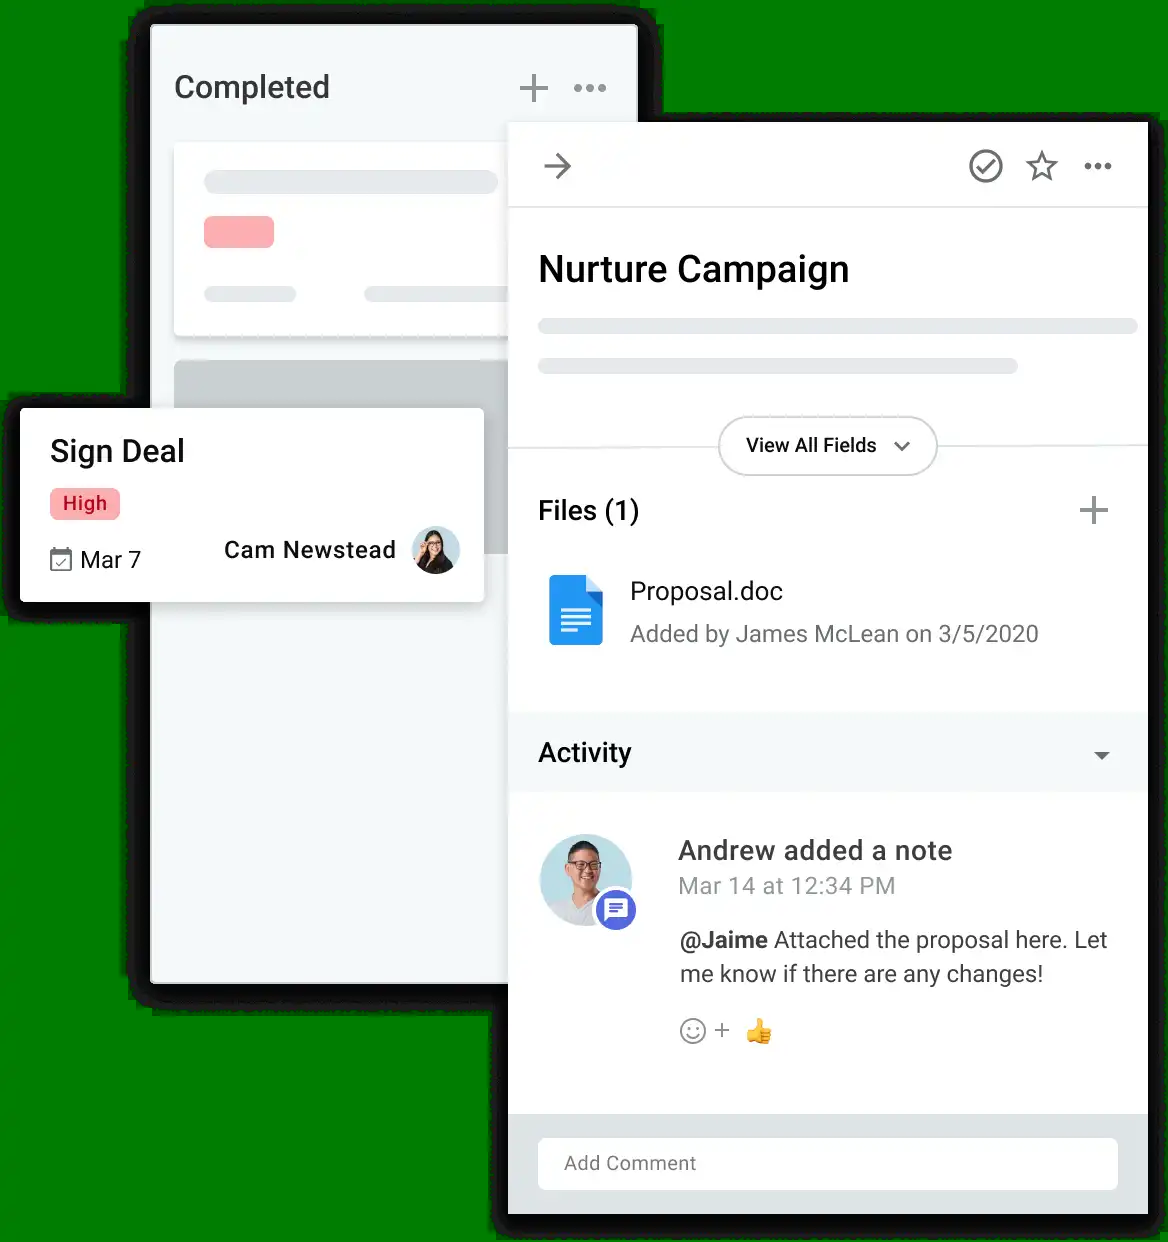 Completed
Nurture Campaign
View All Fields
Sign Deal
High
Mar 7
Cam Newstead
Files (1)
Proposal.doc
Added by James McLean on 3/5/2020
Activity
Andrew added a note
Mar 14 at 12:34 PM
@Jaime Attached the proposal here. Let
me know if there are any changes!
Add Comment